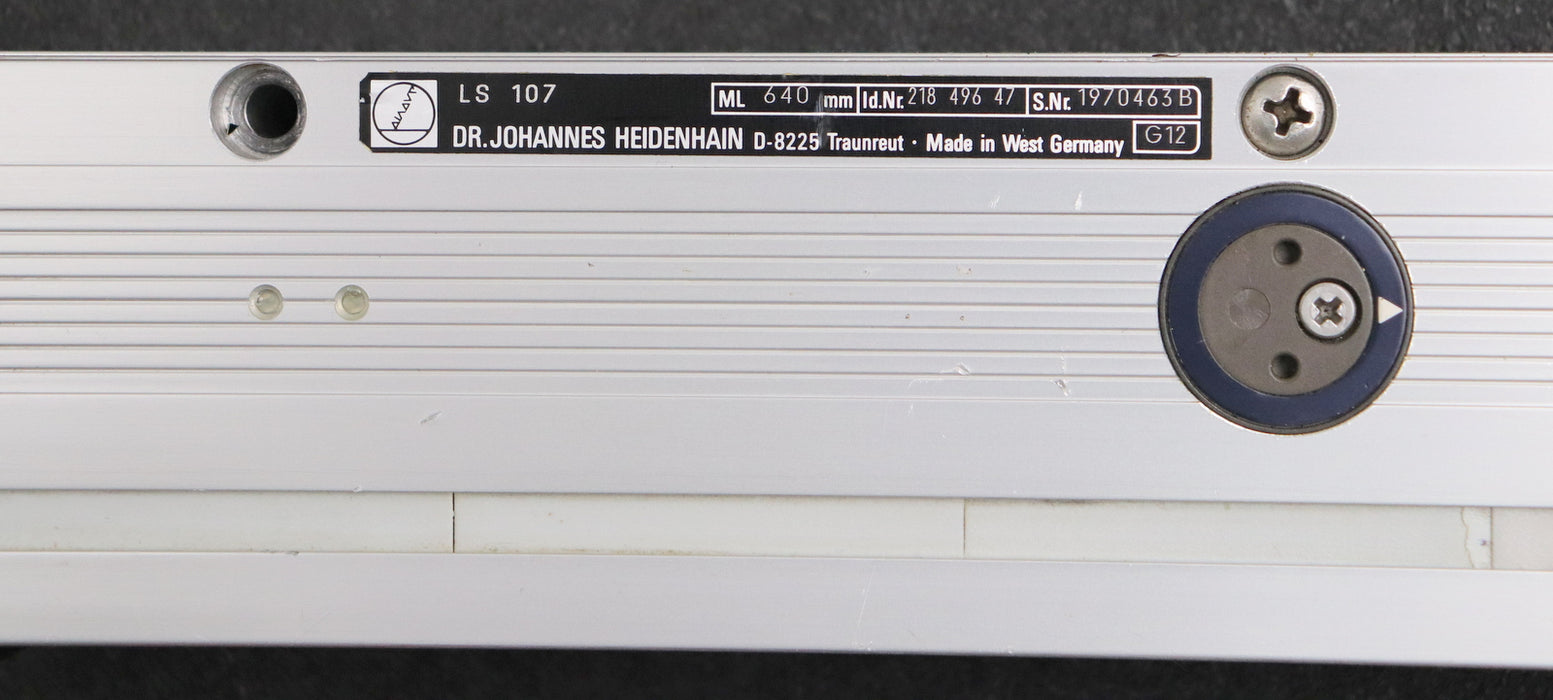 LS 107 ML 640 mm Id.Nr. 218 496 47 S.Nr. 1970463 B
DR. JOHANNES HEIDENHAIN D-8225 Traunreut · Made in West Germany G12